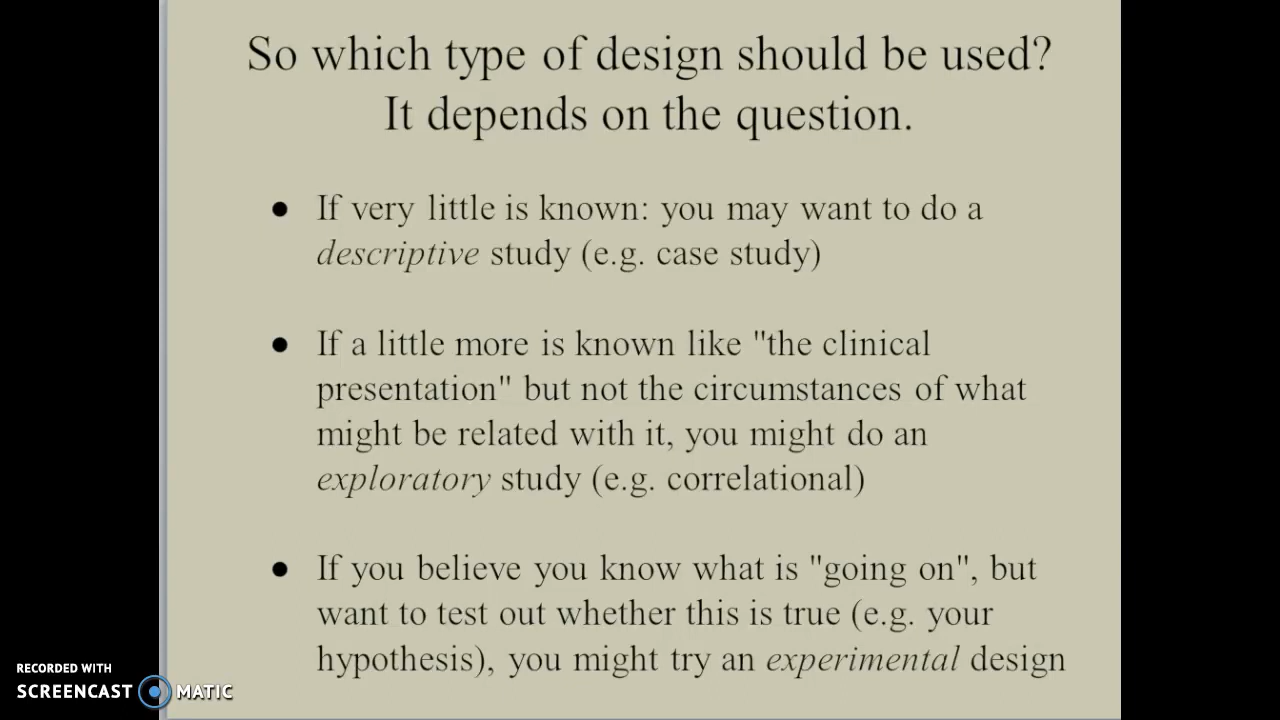 So which type of design should be used?
It depends on the question.
● If very little is known: you may want to do a
descriptive study (e.g. case study)
● If a little more is known like "the clinical
presentation" but not the circumstances of what
might be related with it, you might do an
exploratory study (e.g. correlational)
● If you believe you know what is "going on", but
want to test out whether this is true (e.g. your
hypothesis), you might try an experimental design
RECORDED WITH
SCREENCAST MATIC